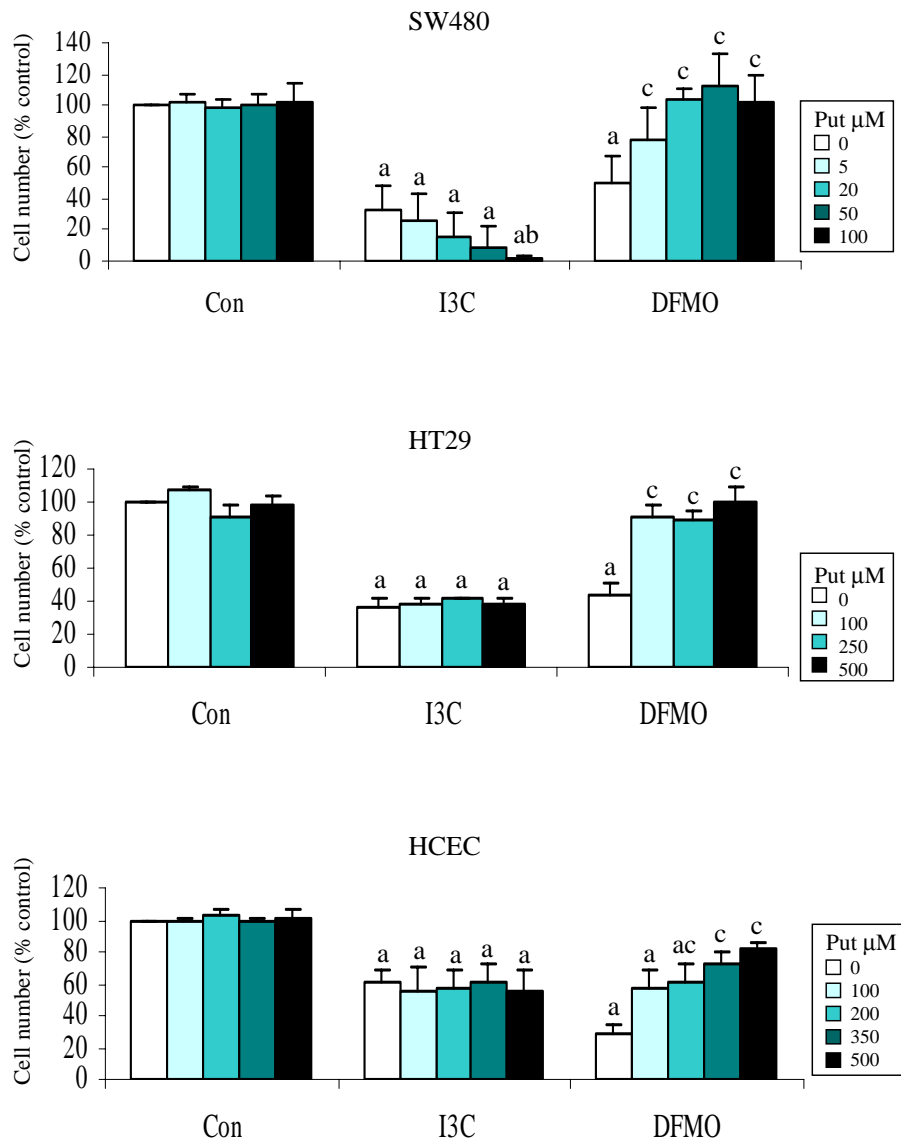 SW480
Cell number (% control)
140
120
100
80
60
40
20
0
a
a
a
a
ab
a
c
c
c
c
Con
I3C
DFMO
Put µM
0
5
20
50
100
HT29
Cell number (% control)
120
100
80
60
40
20
0
a
a
a
a
a
c
c
c
Con
I3C
DFMO
Put µM
0
100
250
500
HCEC
Cell number (% control)
120
100
80
60
40
20
0
a
a
a
a
a
a
a
ac
c
c
Con
I3C
DFMO
Put µM
0
100
200
350
500